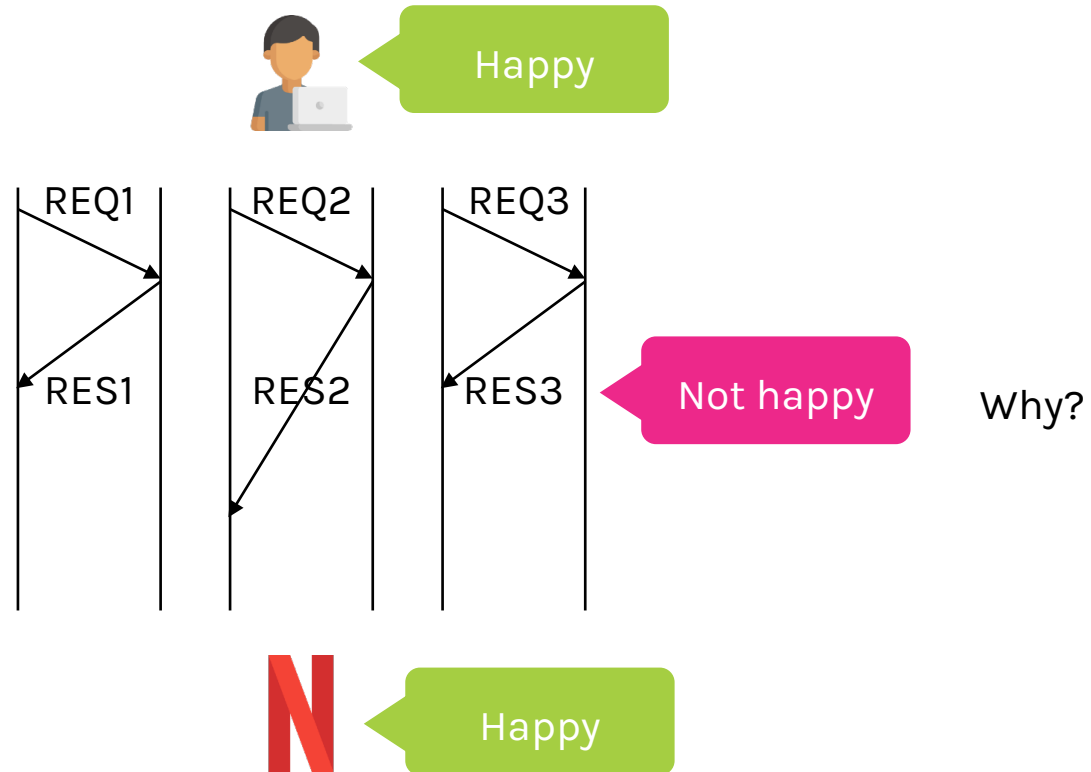 Happy
REQ1 REQ2 REQ3
RES1 RES2 RES3
Not happy
Why?
N
Happy